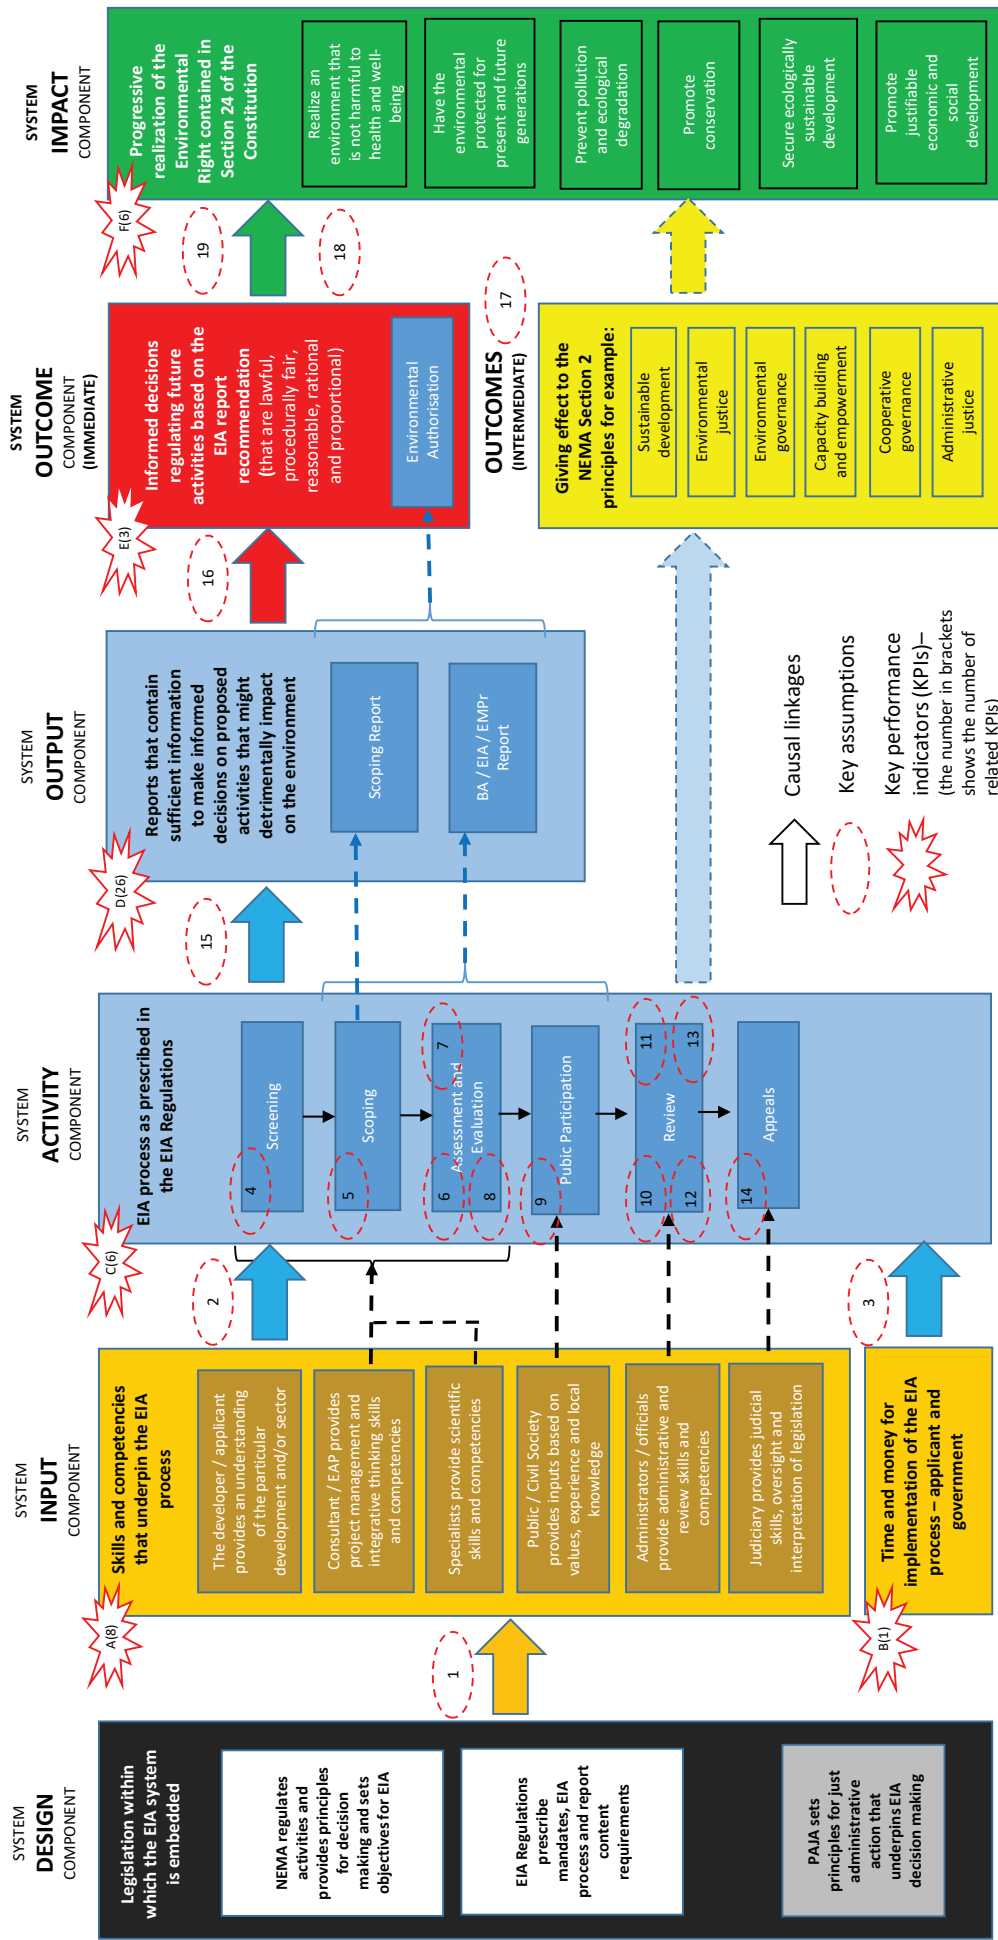 SYSTEM
DESIGN
COMPONENT
Legislation within
which the EIA system
is embedded
NEMA regulates
activities and
provides principles
for decision
making and sets
objectives for EIA
EIA Regulations
prescribe
mandates, EIA
process and report
content
requirements
PAJA sets
principles for just
administrative
action that
underpins EIA
decision making
1
SYSTEM
INPUT
COMPONENT
A(8)
Skills and competencies
that underpin the EIA
process
The developer / applicant
provides an understanding
of the particular
development and/or sector
Consultant / EAP provides
project management and
integrative thinking skills
and competencies
Specialists provide scientific
skills and competencies
Public / Civil Society
provides inputs based on
values, experience and local
knowledge
Administrators / officials
provide administrative and
review skills and
competencies
Judiciary provides judicial
skills, oversight and
interpretation of legislation
B(1)
Time and money for
implementation of the EIA
process – applicant and
government
2
3
SYSTEM
ACTIVITY
COMPONENT
C(6)
EIA process as prescribed in
the EIA Regulations
4
Screening
5
Scoping
6
7
8
Assessment and
Evaluation
9
Pubic Participation
10
11
Review
12
13
14
Appeals
15
SYSTEM
OUTPUT
COMPONENT
D(26)
Reports that contain
sufficient information
to make informed
decisions on proposed
activities that might
detrimentally impact
on the environment
Scoping Report
BA / EIA / EMPr
Report
16
SYSTEM
OUTCOME
COMPONENT
(IMMEDIATE)
E(3)
Informed decisions
regulating future
activities based on the
EIA report
recommendation
(that are lawful,
procedurally fair,
reasonable, rational
and proportional)
Environmental
Authorisation
OUTCOMES
(INTERMEDIATE)
17
Giving effect to the
NEMA Section 2
principles for example:
Sustainable
development
Environmental
justice
Environmental
governance
Capacity building
and empowerment
Cooperative
governance
Administrative
justice
19
18
SYSTEM
IMPACT
COMPONENT
F(6)
Progressive
realization of the
Environmental
Right contained in
Section 24 of the
Constitution
Realize an
environment that
is not harmful to
health and well-
being
Have the
environmental
protected for
present and future
generations
Prevent pollution
and ecological
degradation
Promote
conservation
Secure ecologically
sustainable
development
Promote
justifiable
economic and
social
development
Causal linkages
Key assumptions
Key performance
indicators (KPIs)–
(the number in brackets
shows the number of
related KPIs)